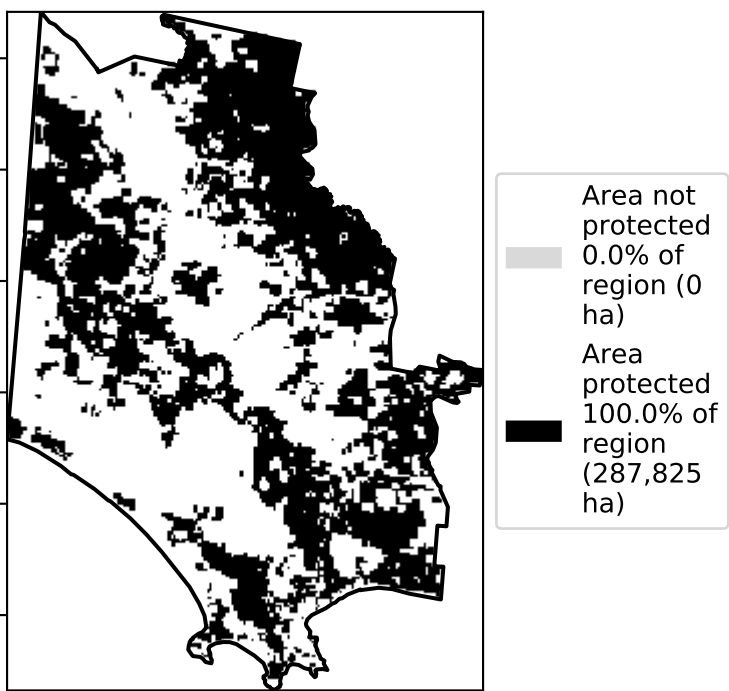 Area not
protected
0.0% of
region (0
ha)
Area
protected
100.0% of
region
(287,825
ha)